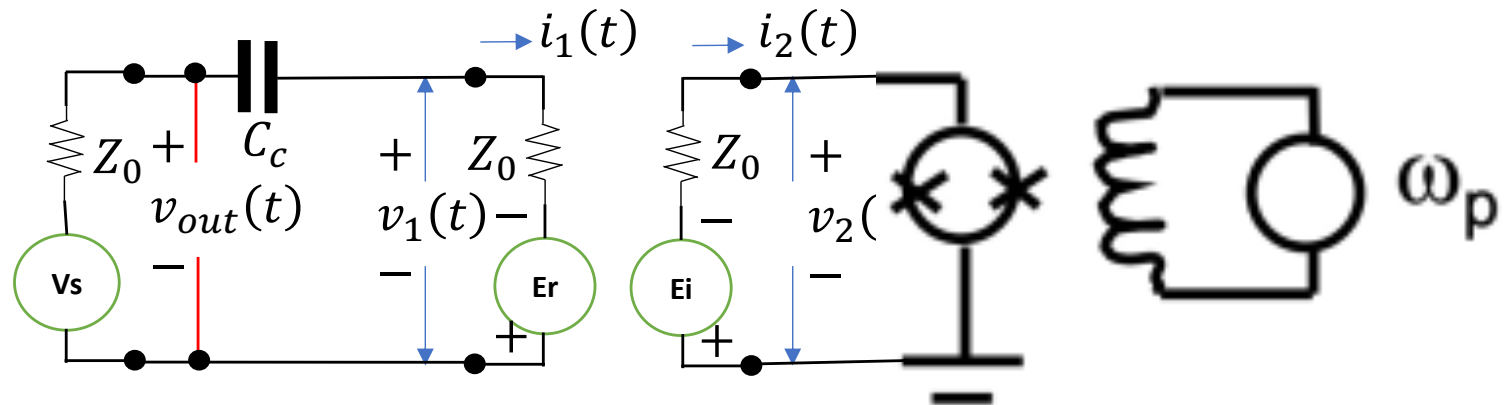 i₁(t)
i₂(t)
Z₀
+
C_c
v_out(t)
−
Vs
+
v₁(t)
−
Z₀
−
Er
+
Z₀
−
Ei
+
+
v₂(
−
ω_p